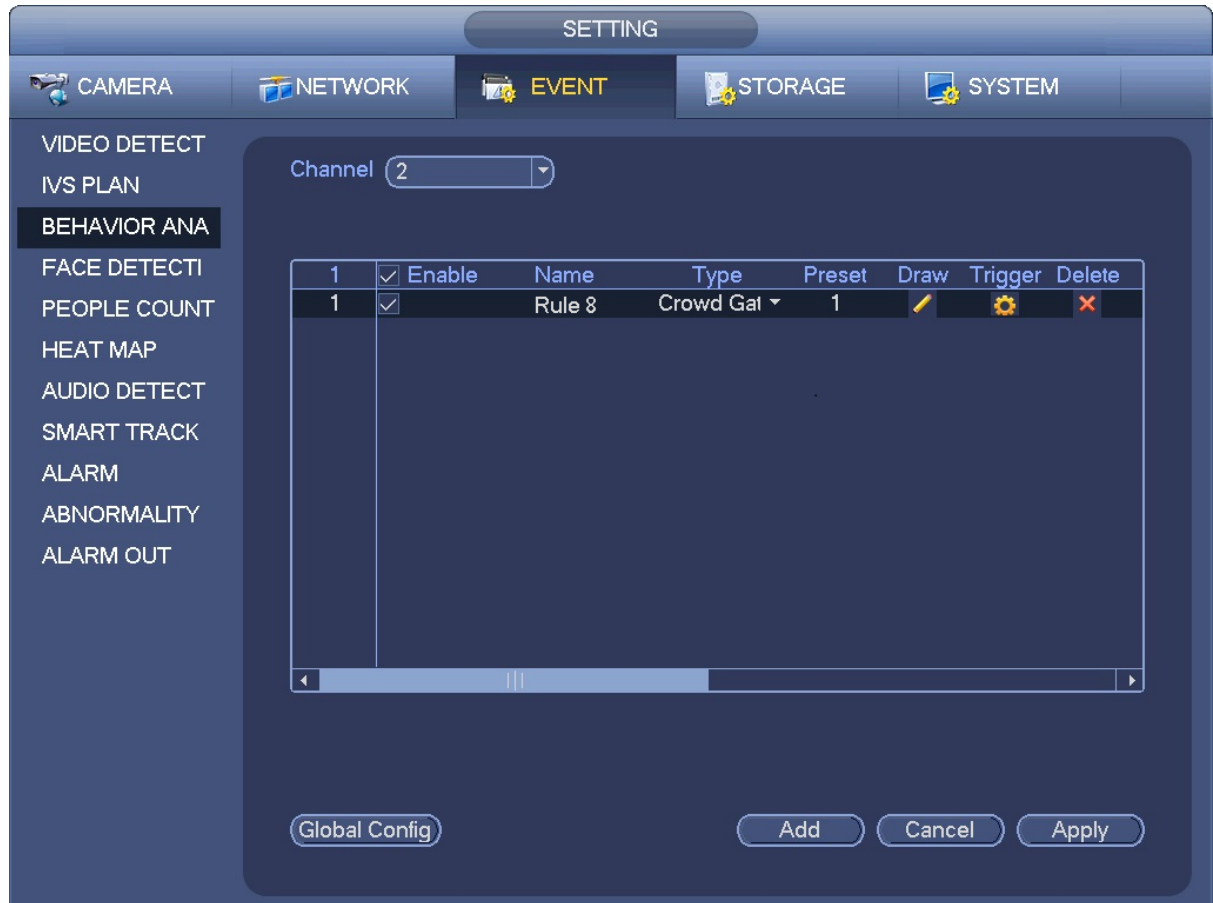 SETTING
CAMERA NETWORK EVENT STORAGE SYSTEM
VIDEO DETECT
IVS PLAN
BEHAVIOR ANA
FACE DETECTI
PEOPLE COUNT
HEAT MAP
AUDIO DETECT
SMART TRACK
ALARM
ABNORMALITY
ALARM OUT
Channel 2
1 Enable Name Type Preset Draw Trigger Delete
1 Rule 8 Crowd Gat 1
Global Config Add Cancel Apply